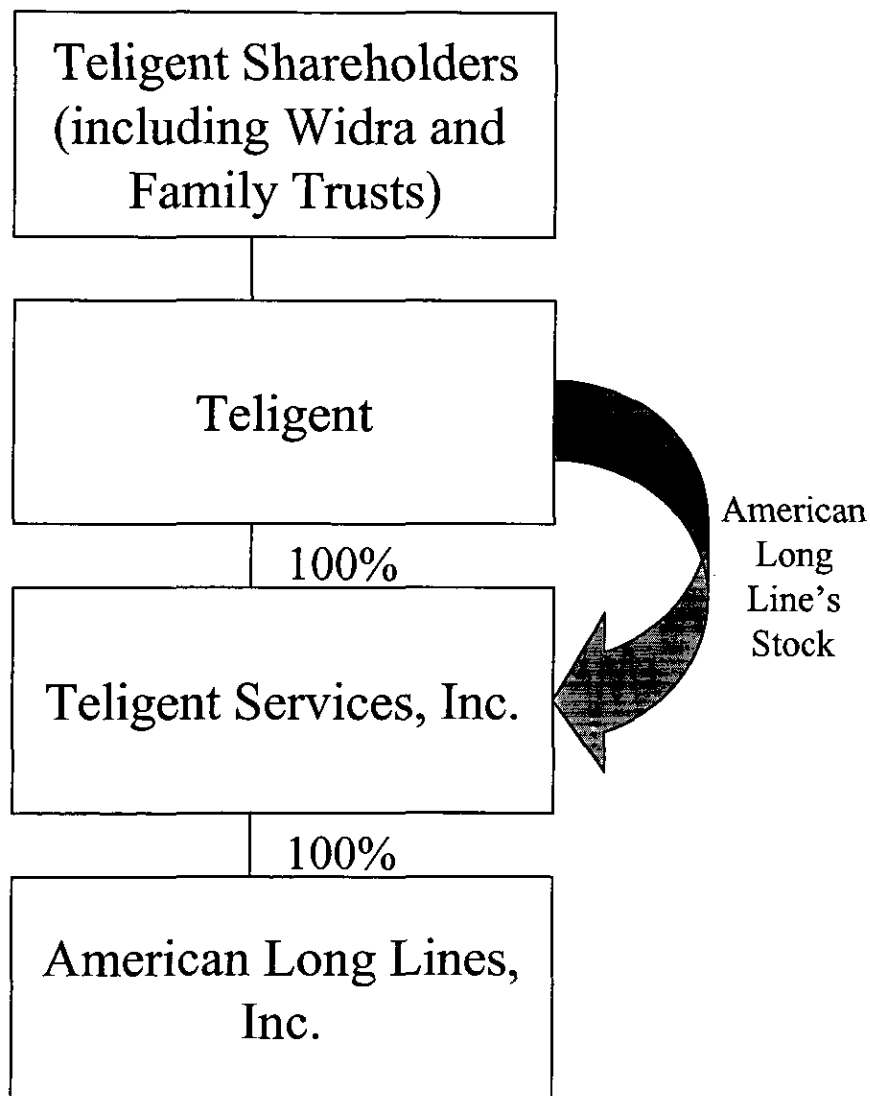 Teligent Shareholders
(including Widra and
Family Trusts)
Teligent
100%
American
Long
Line's
Stock
Teligent Services, Inc.
100%
American Long Lines,
Inc.